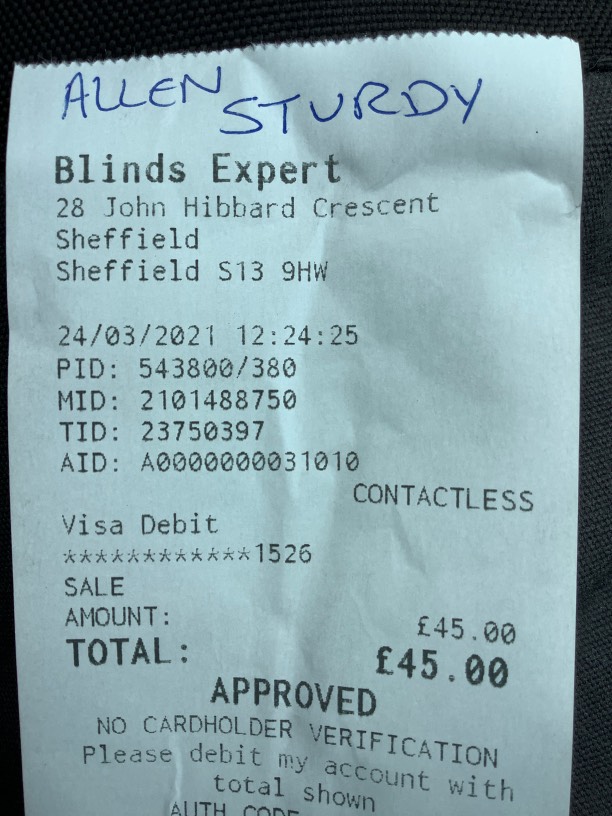 ALLEN STURDY
Blinds Expert
28 John Hibbard Crescent
Sheffield
Sheffield S13 9HW
24/03/2021 12:24:25
PID: 543800/380
MID: 2101488750
TID: 23750397
AID: A0000000031010
CONTACTLESS
Visa Debit
************1526
SALE
AMOUNT: £45.00
TOTAL: £45.00
APPROVED
NO CARDHOLDER VERIFICATION
Please debit my account with
total shown
AUTH CODE